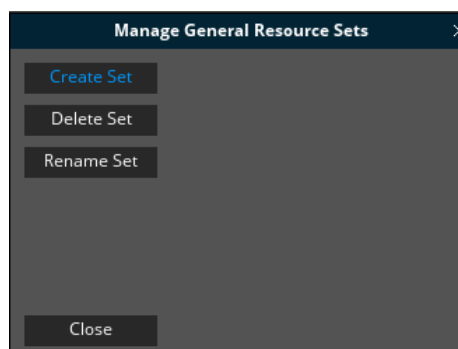 Manage General Resource Sets
Create Set
Delete Set
Rename Set
Close